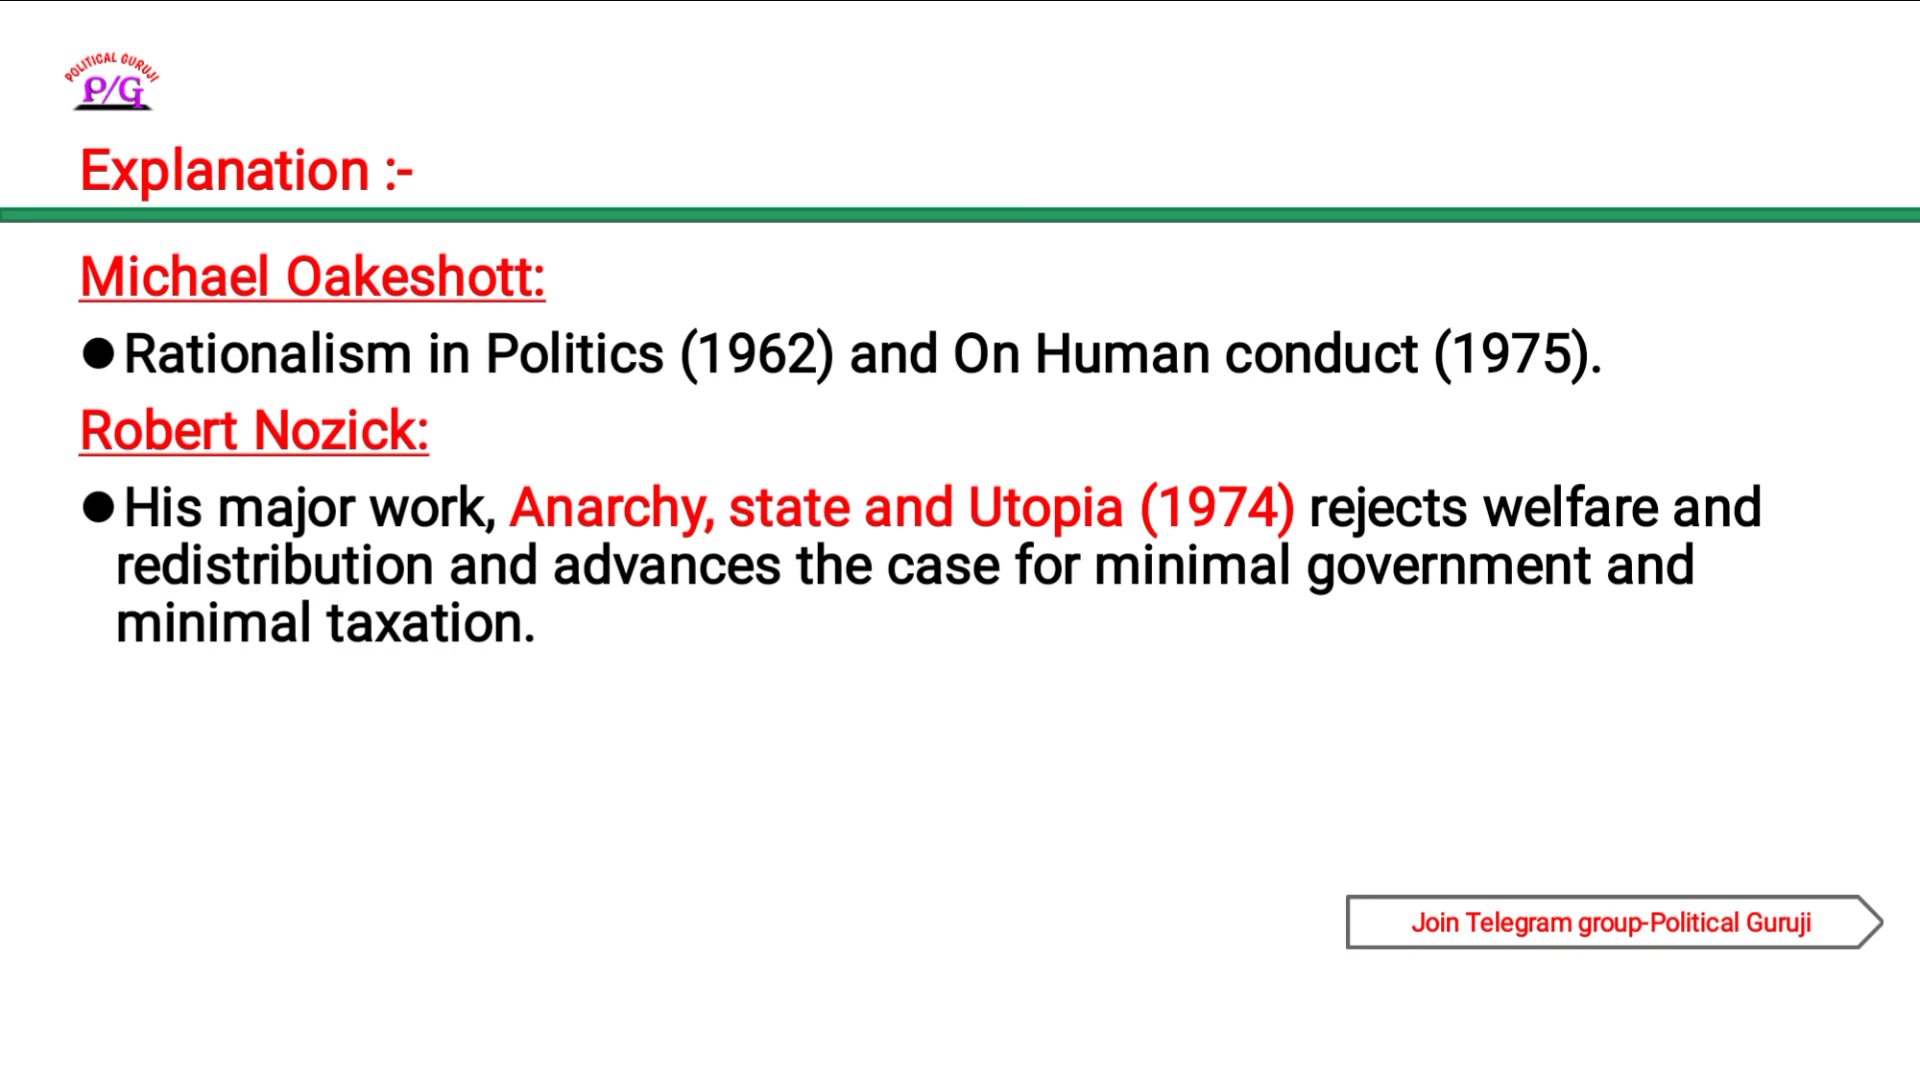 POLITICAL GURUJI
P/G
Explanation :-
Michael Oakeshott:
●Rationalism in Politics (1962) and On Human conduct (1975).
Robert Nozick:
●His major work, Anarchy, state and Utopia (1974) rejects welfare and
redistribution and advances the case for minimal government and
minimal taxation.
Join Telegram group-Political Guruji